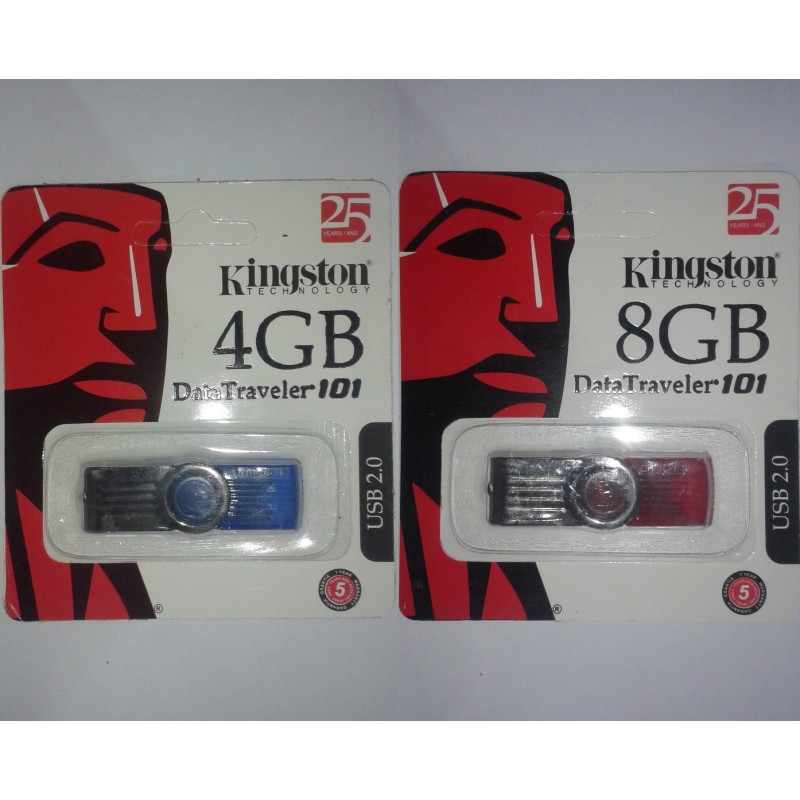 25
YEARS / ANS
Kingston®
TECHNOLOGY
4GB
DataTraveler 101
USB 2.0
5
®
25
YEARS / ANS
Kingston®
TECHNOLOGY
8GB
DataTraveler 101
USB 2.0
5
®